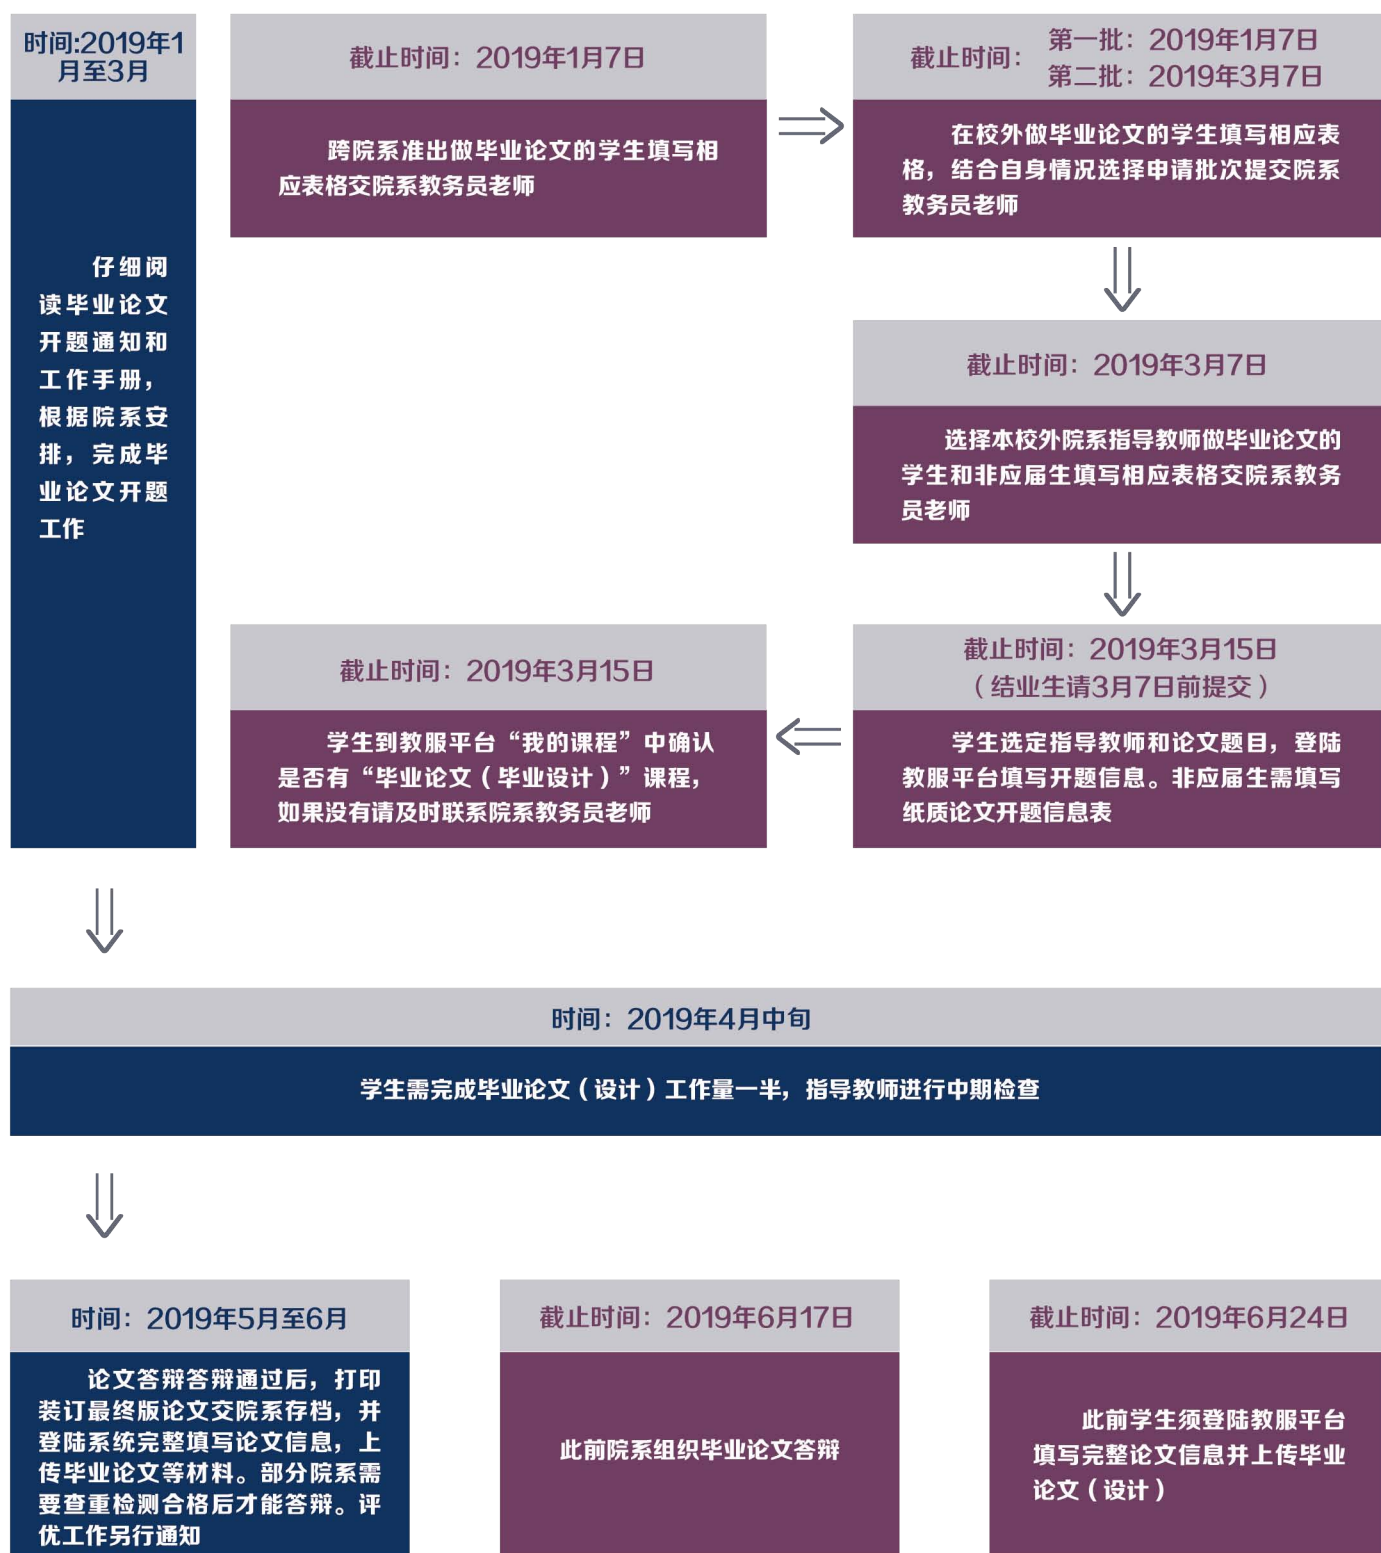 时间:2019年1
月至3月
仔细阅
读毕业论文
开题通知和
工作手册，
根据院系安
排，完成毕
业论文开题
工作
截止时间：2019年1月7日
跨院系准出做毕业论文的学生填写相
应表格交院系教务员老师
截止时间：
第一批：2019年1月7日
第二批：2019年3月7日
在校外做毕业论文的学生填写相应表
格，结合自身情况选择申请批次提交院系
教务员老师
截止时间：2019年3月7日
选择本校外院系指导教师做毕业论文的
学生和非应届生填写相应表格交院系教务
员老师
截止时间：2019年3月15日
（结业生请3月7日前提交）
学生选定指导教师和论文题目，登陆
教服平台填写开题信息。非应届生需填写
纸质论文开题信息表
截止时间：2019年3月15日
学生到教服平台“我的课程”中确认
是否有“毕业论文（毕业设计）”课程，
如果没有请及时联系院系教务员老师
时间：2019年4月中旬
学生需完成毕业论文（设计）工作量一半，指导教师进行中期检查
时间：2019年5月至6月
论文答辩答辩通过后，打印
装订最终版论文交院系存档，并
登陆系统完整填写论文信息，上
传毕业论文等材料。部分院系需
要查重检测合格后才能答辩。评
优工作另行通知
截止时间：2019年6月17日
此前院系组织毕业论文答辩
截止时间：2019年6月24日
此前学生须登陆教服平台
填写完整论文信息并上传毕业
论文（设计）